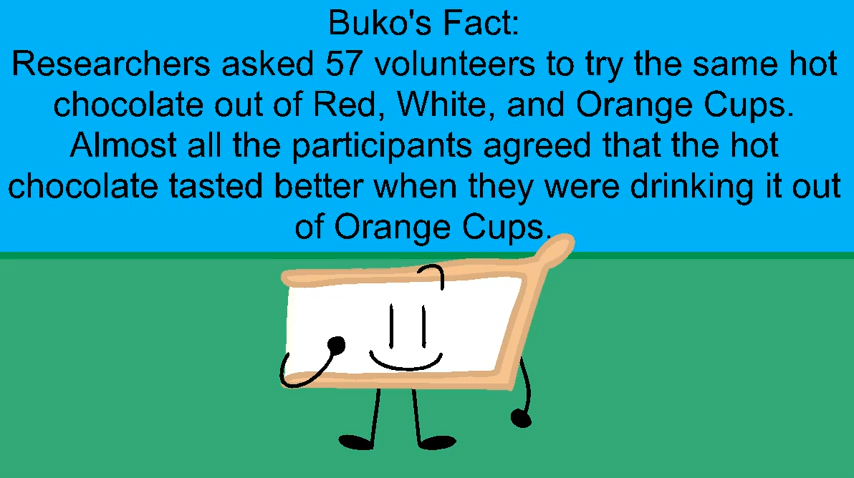 Buko's Fact:
Researchers asked 57 volunteers to try the same hot
chocolate out of Red, White, and Orange Cups.
Almost all the participants agreed that the hot
chocolate tasted better when they were drinking it out
of Orange Cups.